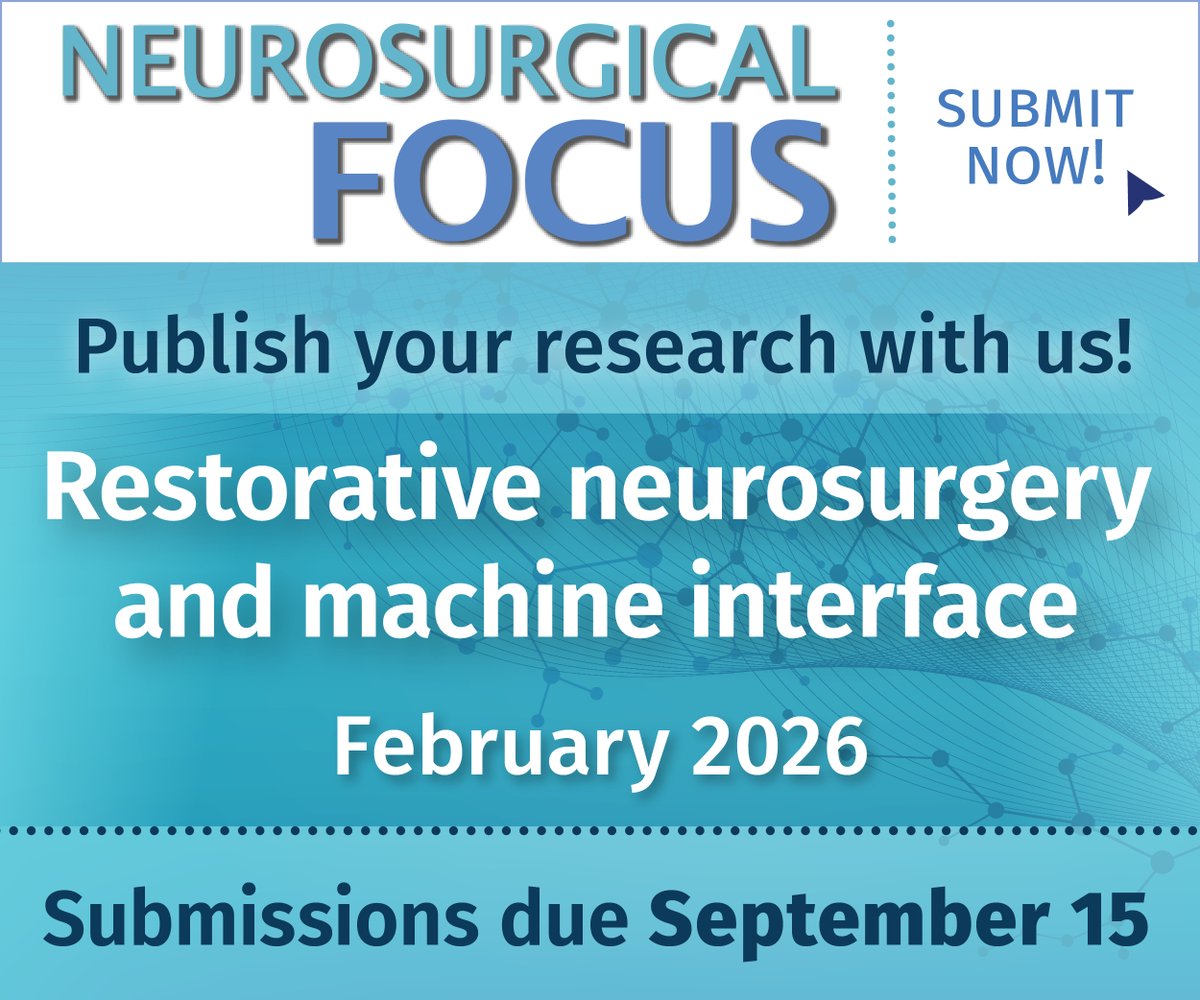 NEUROSURGICAL
FOCUS
SUBMIT
NOW!
Publish your research with us!
Restorative neurosurgery
and machine interface
February 2026
Submissions due September 15